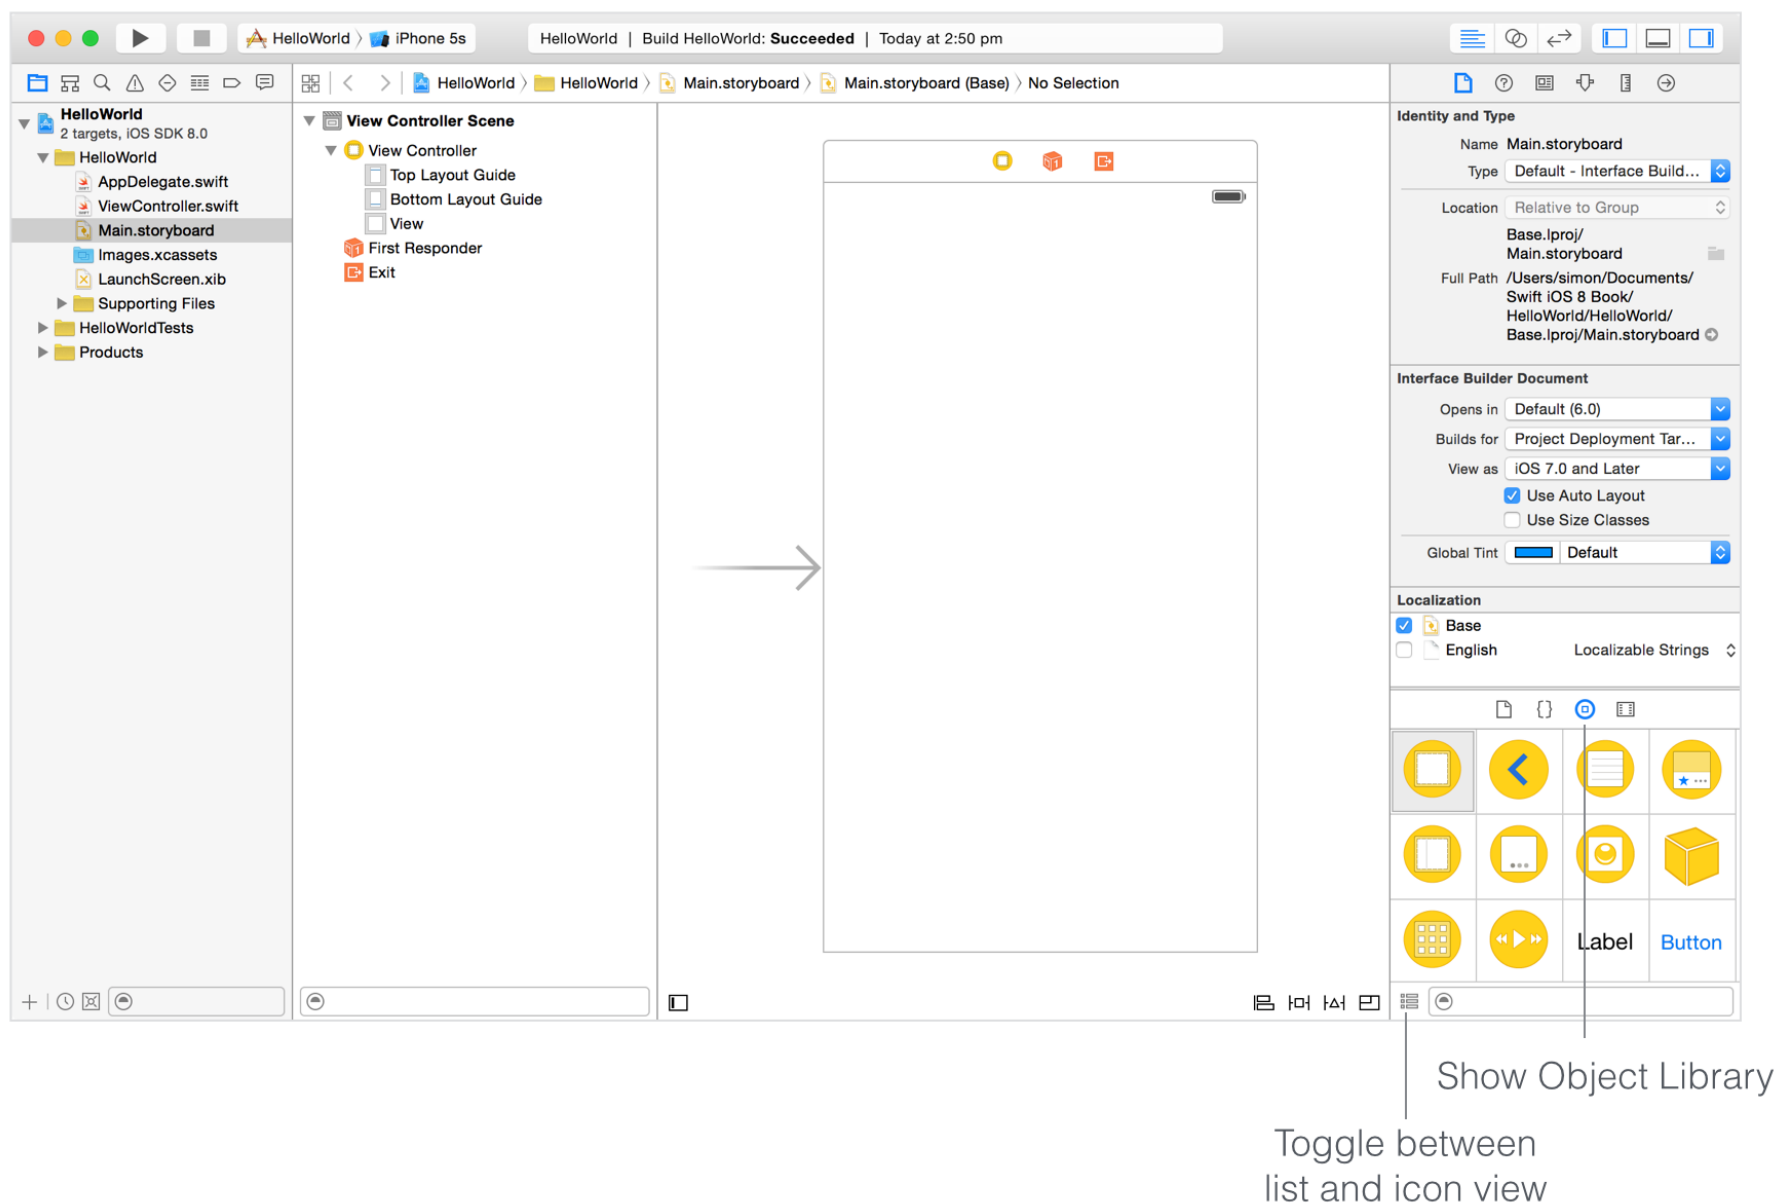 HelloWorld iPhone 5s
HelloWorld | Build HelloWorld: Succeeded | Today at 2:50 pm
HelloWorld HelloWorld Main.storyboard Main.storyboard (Base) No Selection
HelloWorld
2 targets, iOS SDK 8.0
HelloWorld
AppDelegate.swift
ViewController.swift
Main.storyboard
Images.xcassets
LaunchScreen.xib
Supporting Files
HelloWorldTests
Products
View Controller Scene
View Controller
Top Layout Guide
Bottom Layout Guide
View
First Responder
Exit
Identity and Type
Name Main.storyboard
Type Default - Interface Build...
Location Relative to Group
Base.lproj/
Main.storyboard
Full Path /Users/simon/Documents/
Swift iOS 8 Book/
HelloWorld/HelloWorld/
Base.lproj/Main.storyboard
Interface Builder Document
Opens in Default (6.0)
Builds for Project Deployment Tar...
View as iOS 7.0 and Later
Use Auto Layout
Use Size Classes
Global Tint Default
Localization
Base
English Localizable Strings
Label Button
Show Object Library
Toggle between
list and icon view